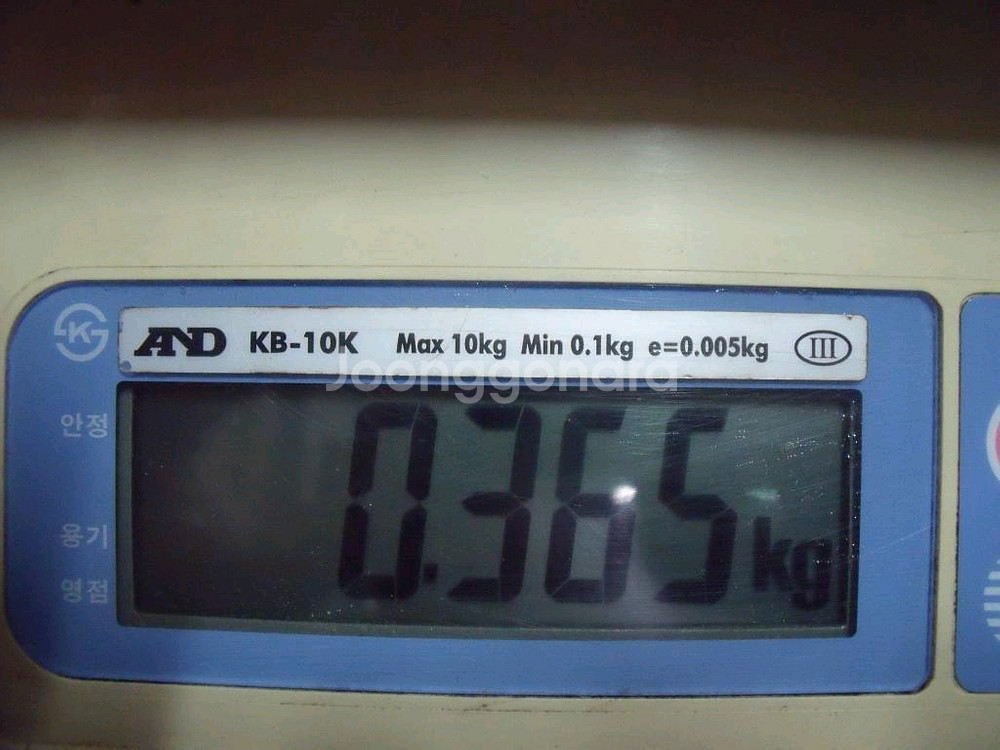 K
AND KB-10K Max 10kg Min 0.1kg e=0.005kg III
Joonggonara
안정
0.365 kg
용기
영점